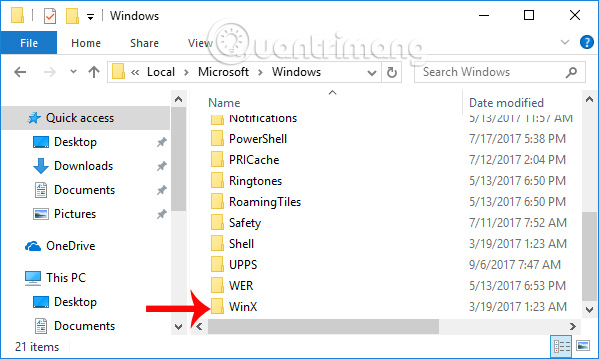 Windows
File Home Share View
Quantrimang
Local Microsoft Windows Search Windows
Name Date modified
Quick access
Desktop
Downloads
Documents
Pictures
OneDrive
This PC
Desktop
Documents
Notifications 5/13/2017 11:57 AM
PowerShell 7/17/2017 5:38 PM
PRICache 7/12/2017 2:04 PM
Ringtones 5/13/2017 6:50 PM
RoamingTiles 5/13/2017 6:50 PM
Safety 7/11/2017 7:52 AM
Shell 3/19/2017 1:23 AM
UPPS 9/6/2017 7:47 AM
WER 5/13/2017 6:53 PM
WinX 3/19/2017 1:23 AM
21 items